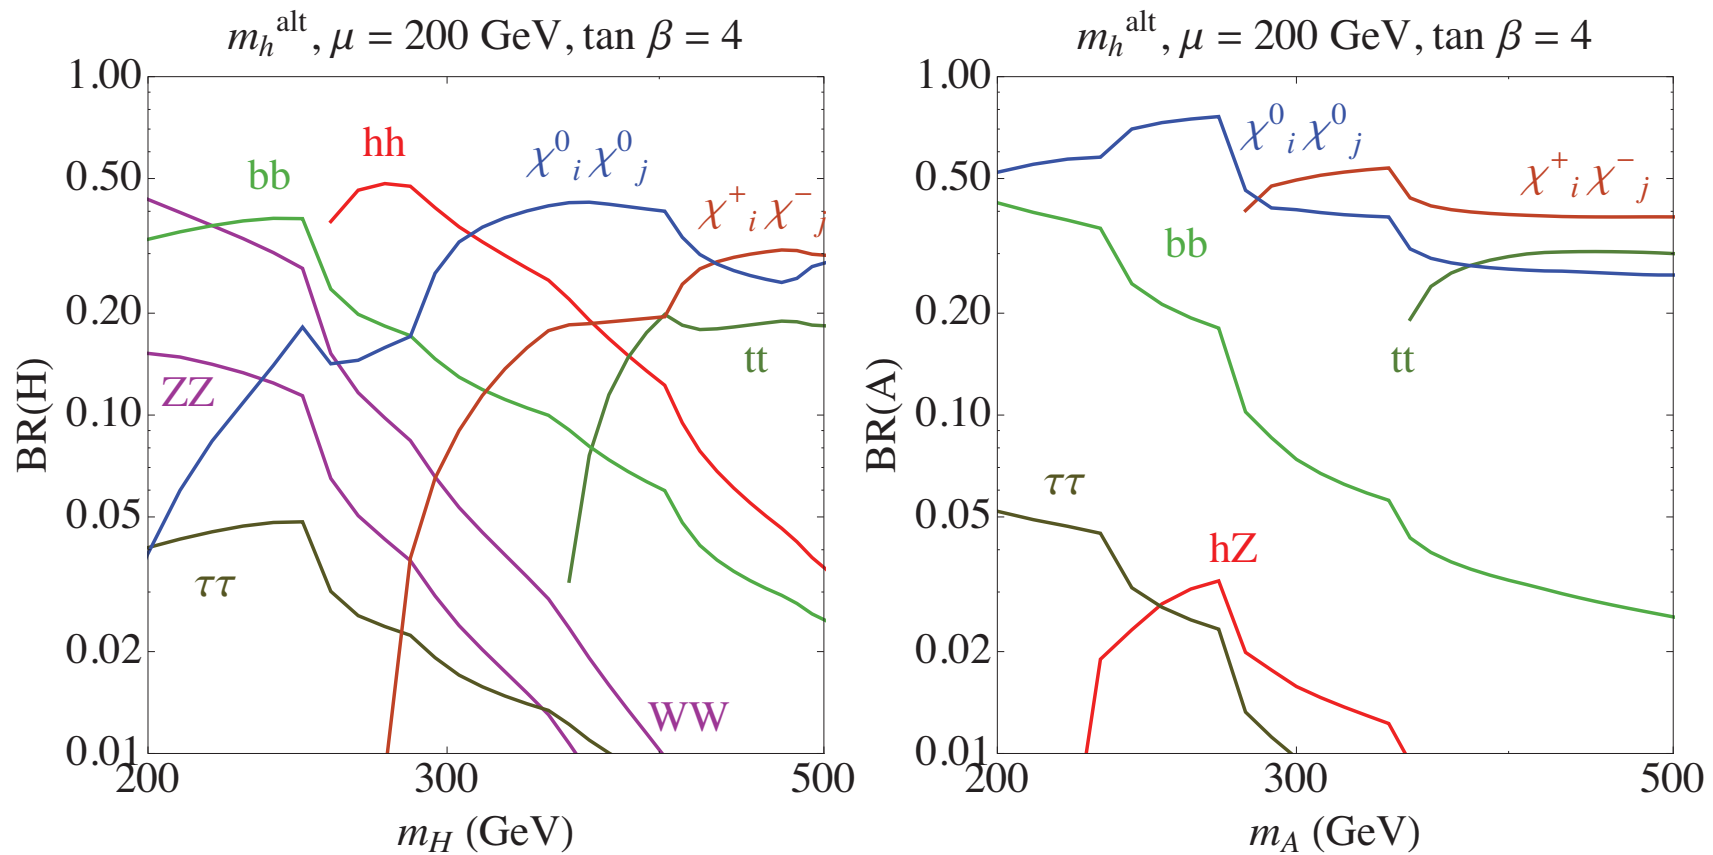 m_h^alt, μ = 200 GeV, tan β = 4
1.00
0.50
0.20
0.10
0.05
0.02
0.01
BR(H)
hh
bb
χ^0_i χ^0_j
χ^+_i χ^-_j
ZZ
tt
ττ
WW
200
300
500
m_H (GeV)
m_h^alt, μ = 200 GeV, tan β = 4
1.00
0.50
0.20
0.10
0.05
0.02
0.01
BR(A)
χ^0_i χ^0_j
χ^+_i χ^-_j
bb
tt
ττ
hZ
200
300
500
m_A (GeV)